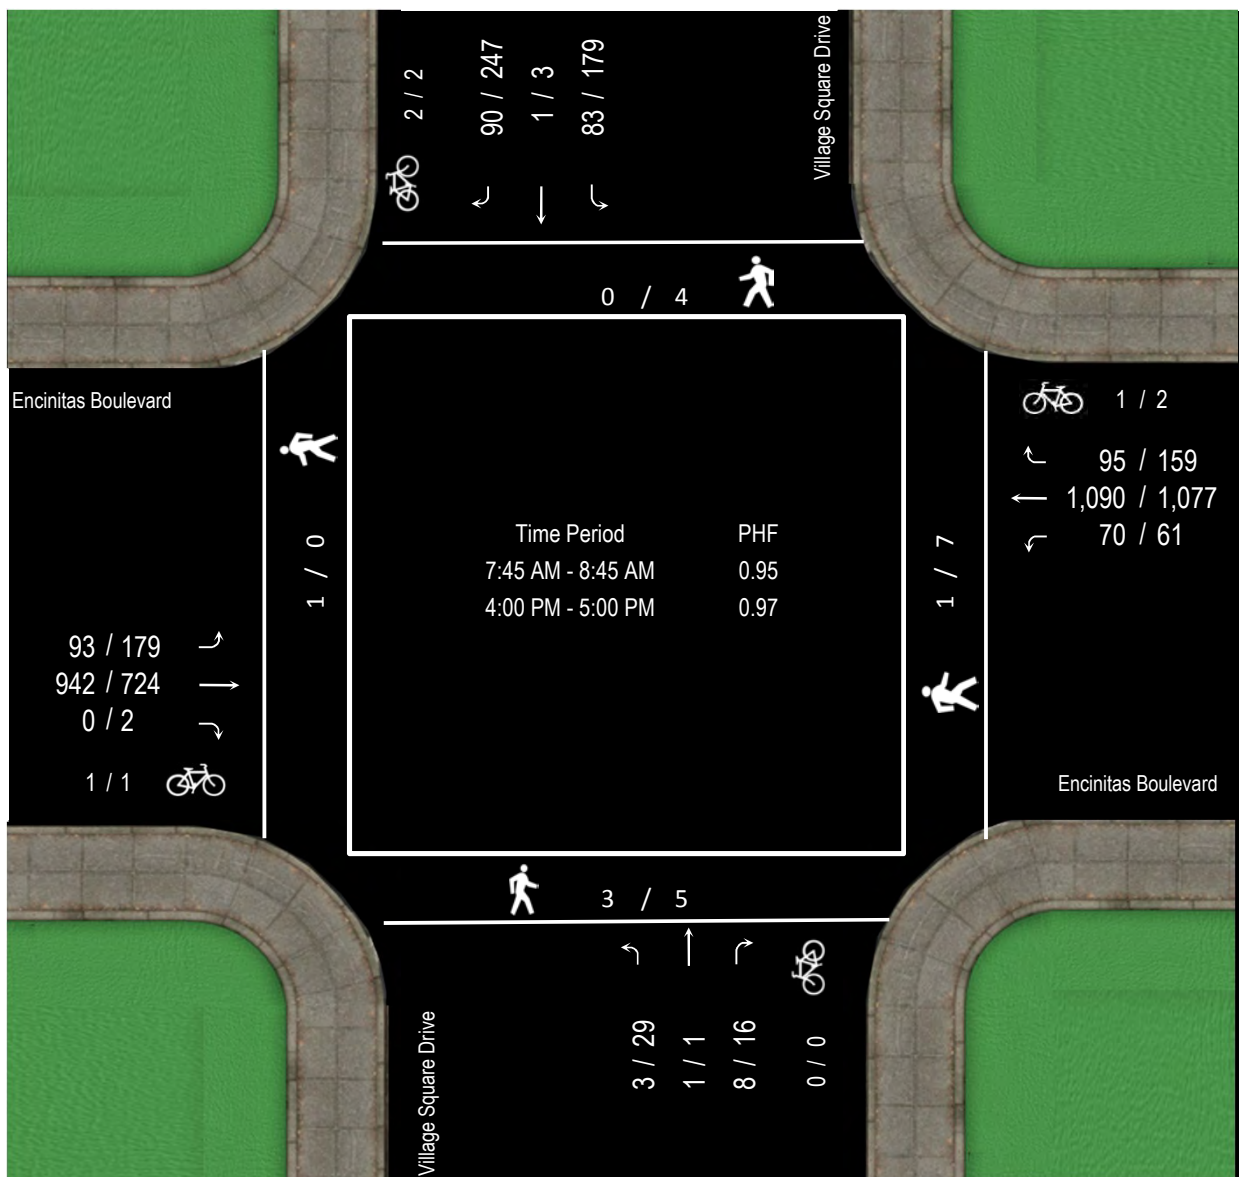 2 / 2
90 / 247
1 / 3
83 / 179
Village Square Drive
0 / 4
Encinitas Boulevard
1 / 2
95 / 159
1,090 / 1,077
70 / 61
1 / 0
Time Period PHF
7:45 AM - 8:45 AM 0.95
4:00 PM - 5:00 PM 0.97
1 / 7
93 / 179
942 / 724
0 / 2
1 / 1
Encinitas Boulevard
3 / 5
Village Square Drive
3 / 29
1 / 1
8 / 16
0 / 0